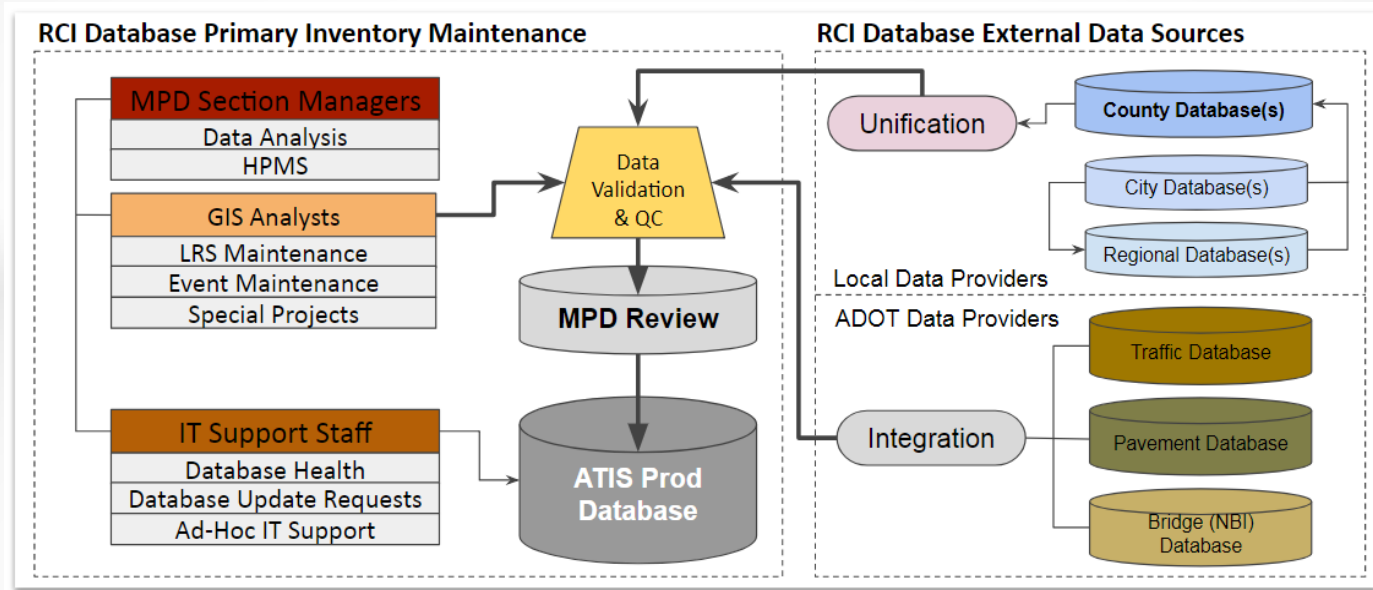 RCI Database Primary Inventory Maintenance
MPD Section Managers
Data Analysis
HPMS
GIS Analysts
LRS Maintenance
Event Maintenance
Special Projects
IT Support Staff
Database Health
Database Update Requests
Ad-Hoc IT Support
Data
Validation
& QC
MPD Review
ATIS Prod
Database
RCI Database External Data Sources
Unification
County Database(s)
City Database(s)
Regional Database(s)
Local Data Providers
ADOT Data Providers
Integration
Traffic Database
Pavement Database
Bridge (NBI)
Database